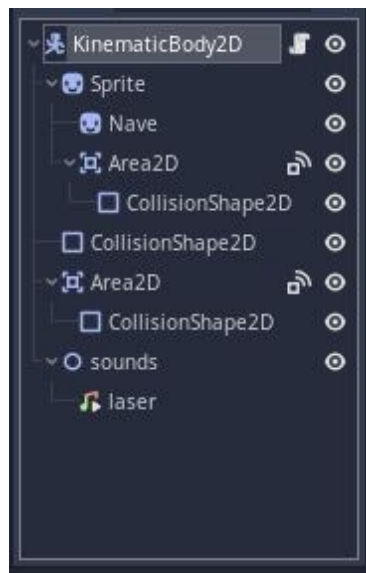 KinematicBody2D
Sprite
Nave
Area2D
CollisionShape2D
CollisionShape2D
Area2D
CollisionShape2D
sounds
laser